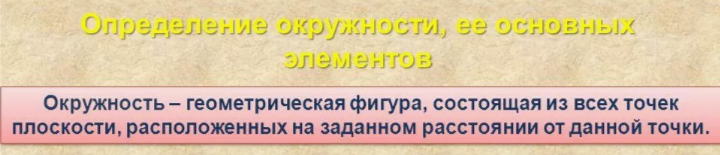 Определение окружности, ее основных
элементов
Окружность – геометрическая фигура, состоящая из всех точек
плоскости, расположенных на заданном расстоянии от данной точки.